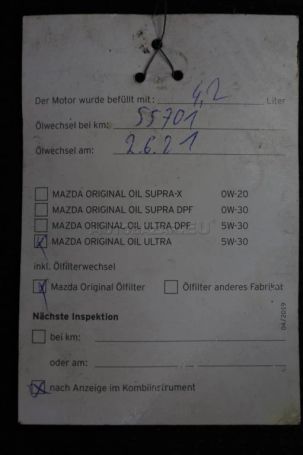 Der Motor wurde befüllt mit: 4,2 Liter
Ölwechsel bei km: 55701
Ölwechsel am: 2.6.21
MAZDA ORIGINAL OIL SUPRA-X 0W-20
MAZDA ORIGINAL OIL SUPRA DPF 0W-30
MAZDA ORIGINAL OIL ULTRA DPF 5W-30
MAZDA ORIGINAL OIL ULTRA 5W-30
inkl. Ölfilterwechsel
Mazda Original Ölfilter Ölfilter anderes Fabrikat
Nächste Inspektion
bei km:
oder am:
nach Anzeige im Kombiinstrument
04/2019